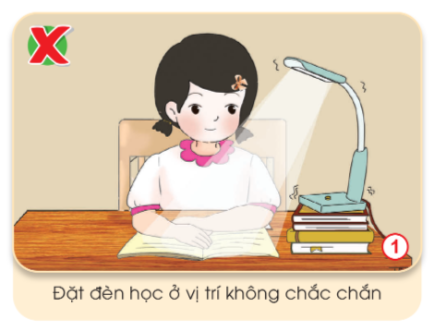 1
Đặt đèn học ở vị trí không chắc chắn